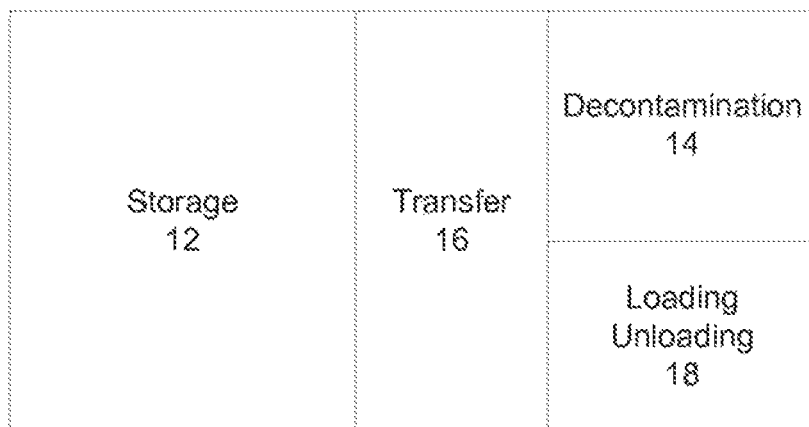 Storage
12
Transfer
16
Decontamination
14
Loading
Unloading
18